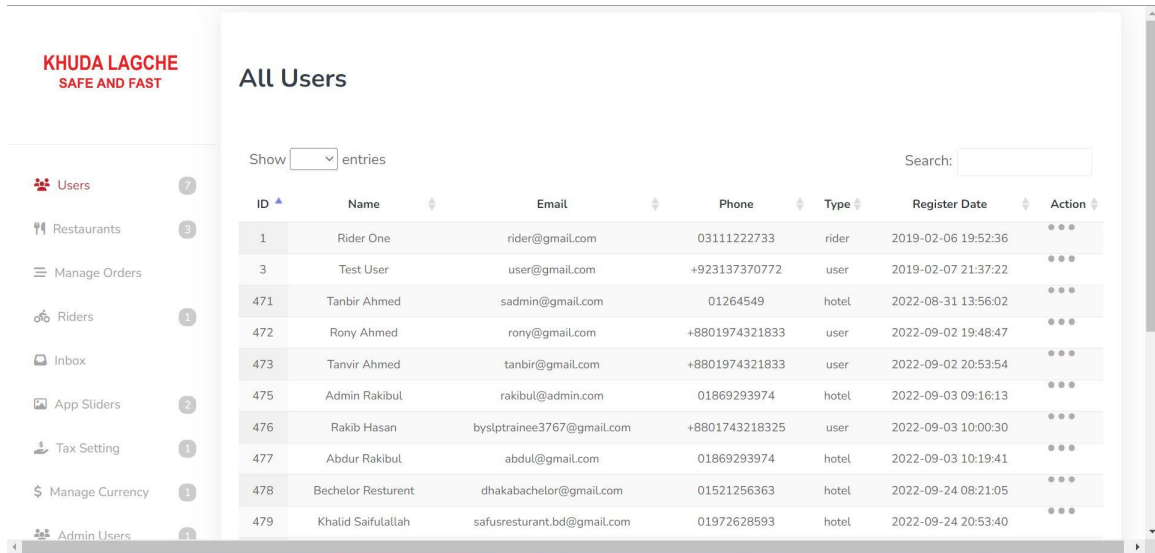 KHUDA LAGCHE
SAFE AND FAST
Users 7
Restaurants 3
Manage Orders
Riders 1
Inbox
App Sliders 2
Tax Setting 1
$ Manage Currency 1
Admin Users 1
All Users
Show entries Search:
ID Name Email Phone Type Register Date Action
1 Rider One rider@gmail.com 03111222733 rider 2019-02-06 19:52:36
3 Test User user@gmail.com +923137370772 user 2019-02-07 21:37:22
471 Tanbir Ahmed sadmin@gmail.com 01264549 hotel 2022-08-31 13:56:02
472 Rony Ahmed rony@gmail.com +8801974321833 user 2022-09-02 19:48:47
473 Tanvir Ahmed tanbir@gmail.com +8801974321833 user 2022-09-02 20:53:54
475 Admin Rakibul rakibul@admin.com 01869293974 hotel 2022-09-03 09:16:13
476 Rakib Hasan byslptrainee3767@gmail.com +8801743218325 user 2022-09-03 10:00:30
477 Abdur Rakibul abdul@gmail.com 01869293974 hotel 2022-09-03 10:19:41
478 Bechelor Resturent dhakabachelor@gmail.com 01521256363 hotel 2022-09-24 08:21:05
479 Khalid Saifulallah safusresturant.bd@gmail.com 01972628593 hotel 2022-09-24 20:53:40